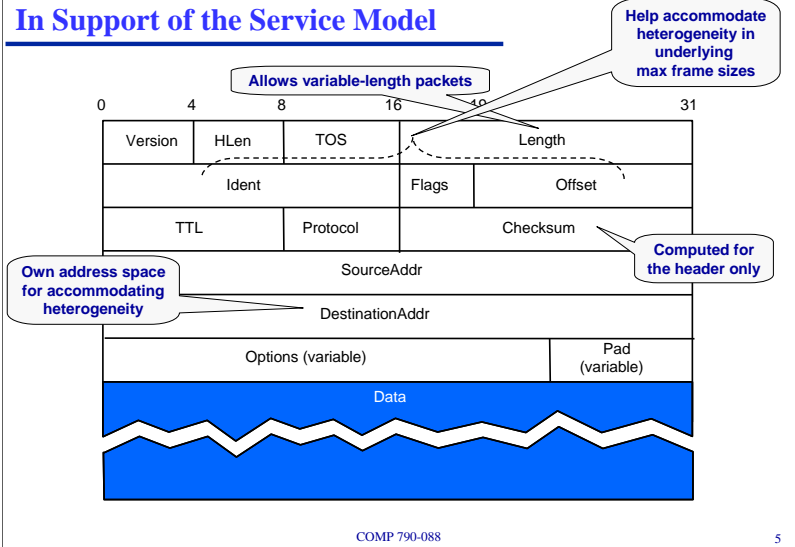 In Support of the Service Model
Help accommodate
heterogeneity in
underlying
max frame sizes
Allows variable-length packets
0 4 8 16 19 31
Version HLen TOS Length
Ident Flags Offset
TTL Protocol Checksum
Computed for
the header only
Own address space
for accommodating
heterogeneity
SourceAddr
DestinationAddr
Options (variable) Pad
(variable)
Data
COMP 790-088 5